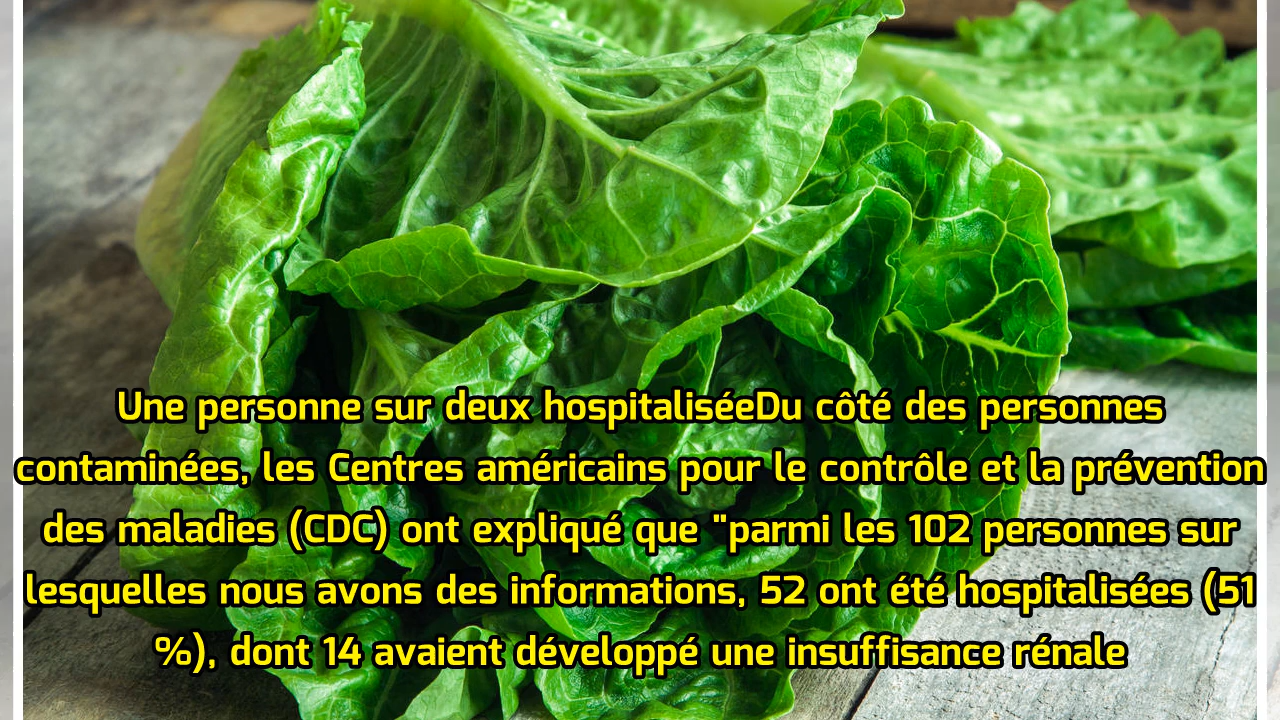 Une personne sur deux hospitaliséeDu côté des personnes
contaminées, les Centres américains pour le contrôle et la prévention
des maladies (CDC) ont expliqué que "parmi les 102 personnes sur
lesquelles nous avons des informations, 52 ont été hospitalisées (51
%), dont 14 avaient développé une insuffisance rénale